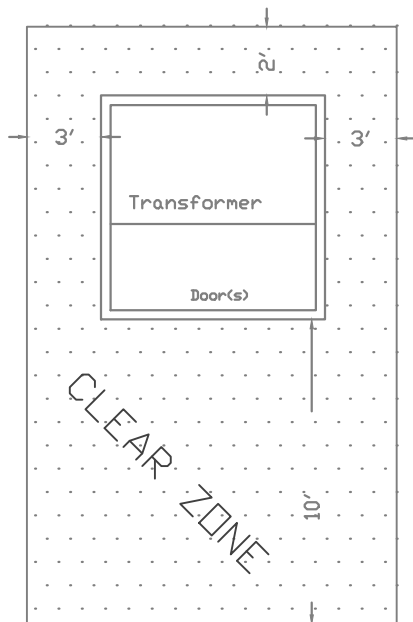 2'
3'
3'
Transformer
Door(s)
CLEAR ZONE
10'